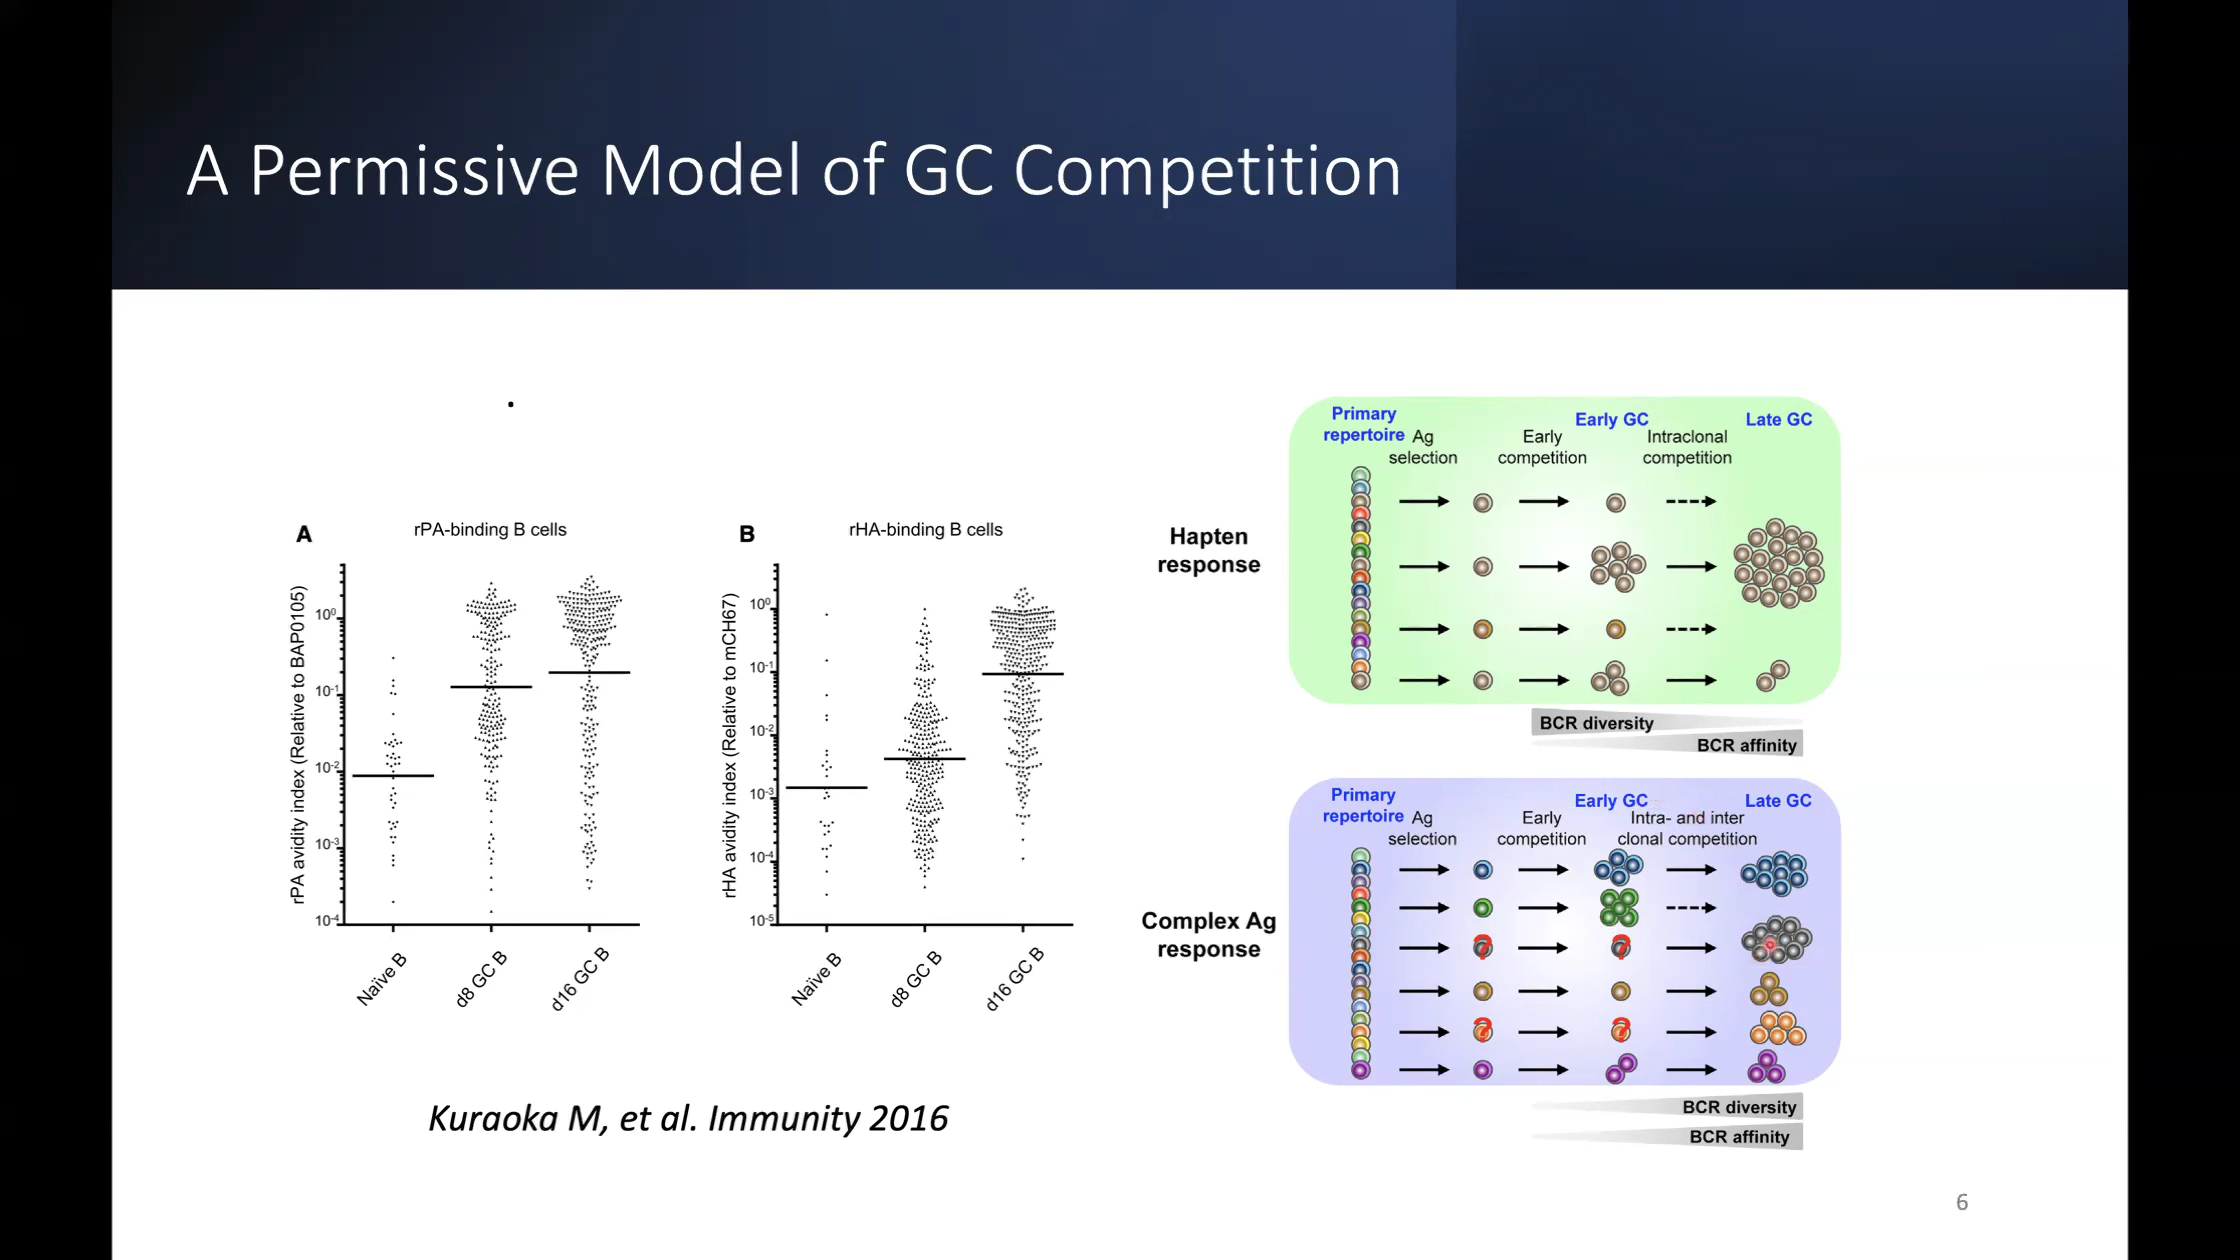 A Permissive Model of GC Competition
.
A
rPA-binding B cells
rPA avidity index (Relative to BAP0105)
10⁰
10⁻¹
10⁻²
10⁻³
10⁻⁴
Naïve B
d8 GC B
d16 GC B
B
rHA-binding B cells
rHA avidity index (Relative to mCH67)
10⁰
10⁻¹
10⁻²
10⁻³
10⁻⁴
10⁻⁵
Naïve B
d8 GC B
d16 GC B
Kuraoka M, et al. Immunity 2016
Hapten
response
Primary
repertoire
Ag
selection
Early
competition
Early GC
Intraclonal
competition
Late GC
BCR diversity
BCR affinity
Complex Ag
response
Primary
repertoire
Ag
selection
Early
competition
Early GC
Intra- and inter
clonal competition
Late GC
? ?
? ?
BCR diversity
BCR affinity
6